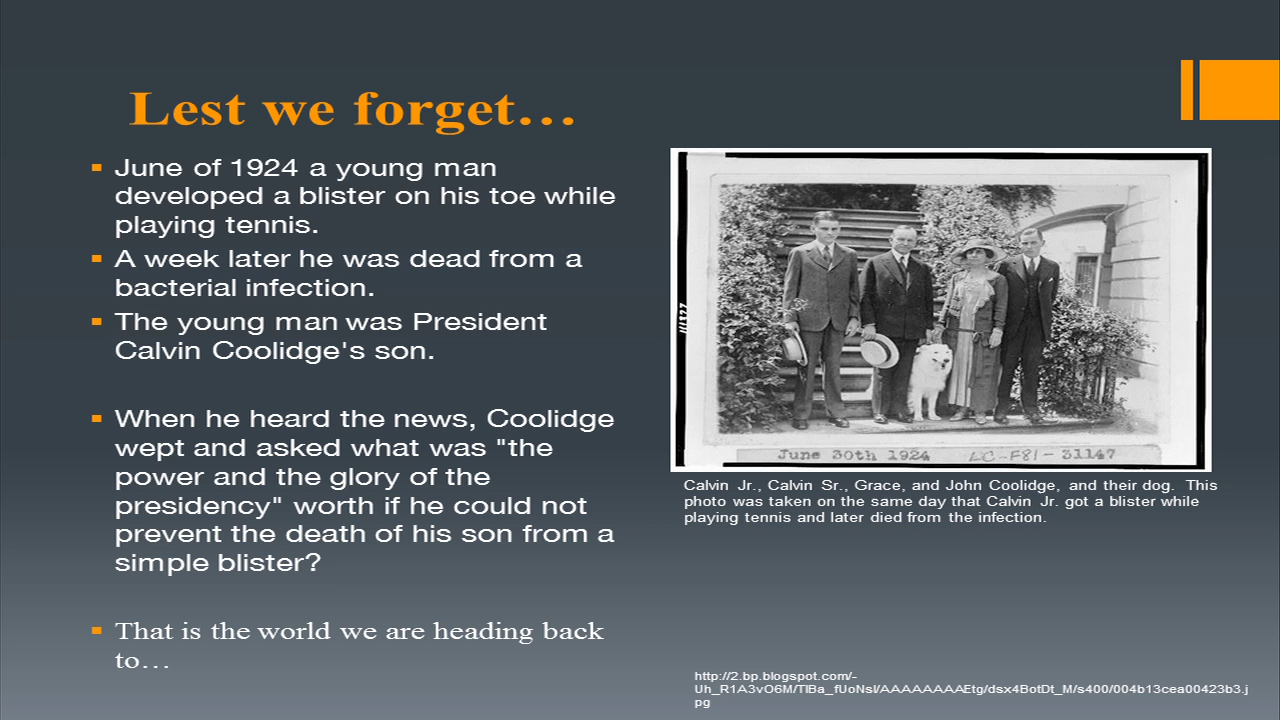 Lest we forget…
June of 1924 a young man
developed a blister on his toe while
playing tennis.
A week later he was dead from a
bacterial infection.
The young man was President
Calvin Coolidge's son.
When he heard the news, Coolidge
wept and asked what was "the
power and the glory of the
presidency" worth if he could not
prevent the death of his son from a
simple blister?
That is the world we are heading back
to…
June 30th 1924 LC-F81-31147
Calvin Jr., Calvin Sr., Grace, and John Coolidge, and their dog. This
photo was taken on the same day that Calvin Jr. got a blister while
playing tennis and later died from the infection.
http://2.bp.blogspot.com/-
Uh_R1A3vO6M/TlBa_fUoNsI/AAAAAAAAEtg/dsx4BotDt_M/s400/004b13cea00423b3.j
pg